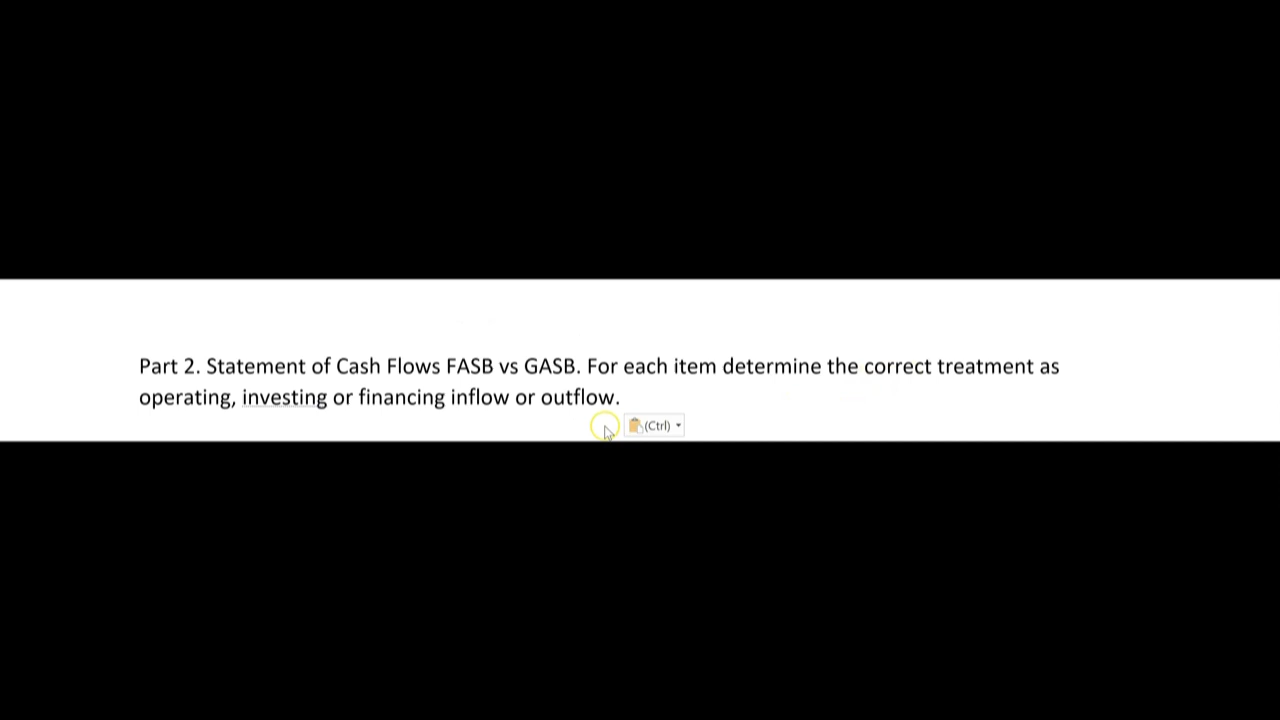 Part 2. Statement of Cash Flows FASB vs GASB. For each item determine the correct treatment as
operating, investing or financing inflow or outflow.
(Ctrl)